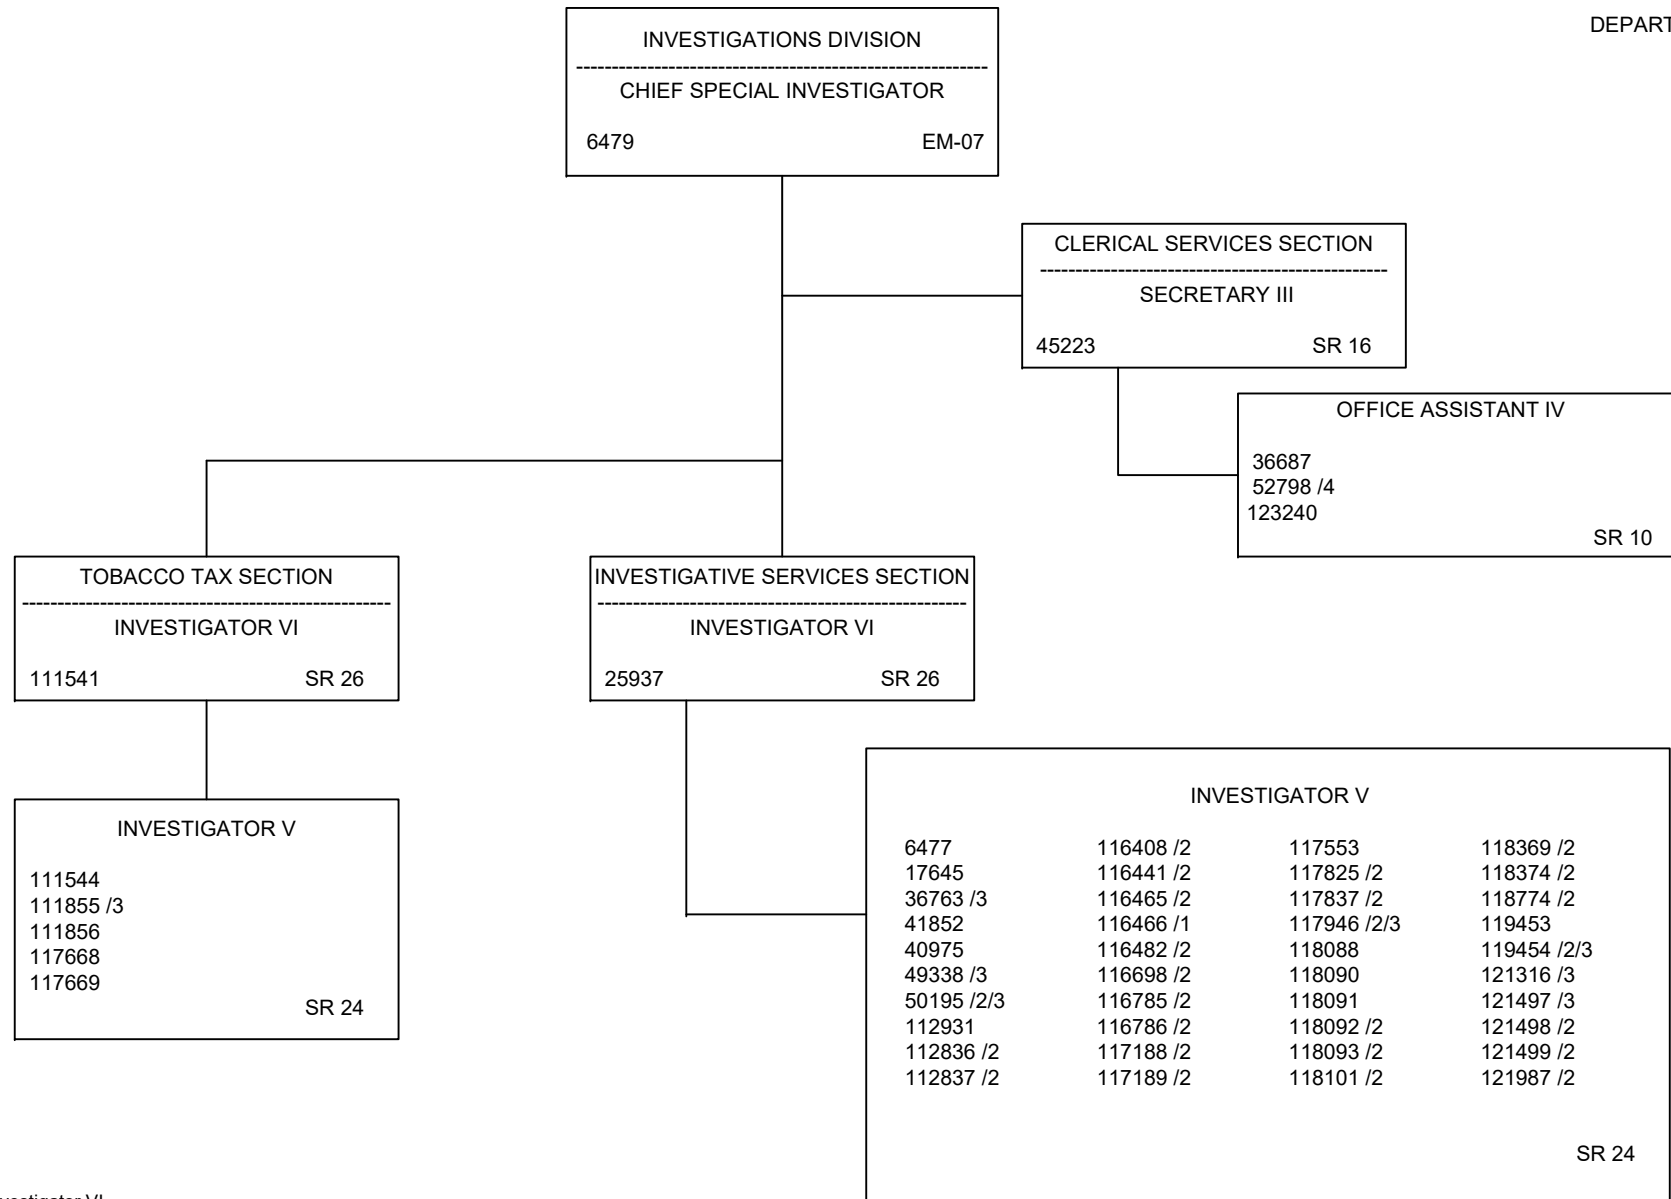 DEPART
INVESTIGATIONS DIVISION
CHIEF SPECIAL INVESTIGATOR
6479 EM-07
CLERICAL SERVICES SECTION
SECRETARY III
45223 SR 16
OFFICE ASSISTANT IV
36687
52798 /4
123240
SR 10
TOBACCO TAX SECTION
INVESTIGATOR VI
111541 SR 26
INVESTIGATIVE SERVICES SECTION
INVESTIGATOR VI
25937 SR 26
INVESTIGATOR V
111544
111855 /3
111856
117668
117669
SR 24
INVESTIGATOR V
6477 116408 /2 117553 118369 /2
17645 116441 /2 117825 /2 118374 /2
36763 /3 116465 /2 117837 /2 118774 /2
41852 116466 /1 117946 /2/3 119453
40975 116482 /2 118088 119454 /2/3
49338 /3 116698 /2 118090 121316 /3
50195 /2/3 116785 /2 118091 121497 /3
112931 116786 /2 118092 /2 121498 /2
112836 /2 117188 /2 118093 /2 121499 /2
112837 /2 117189 /2 118101 /2 121987 /2
SR 24